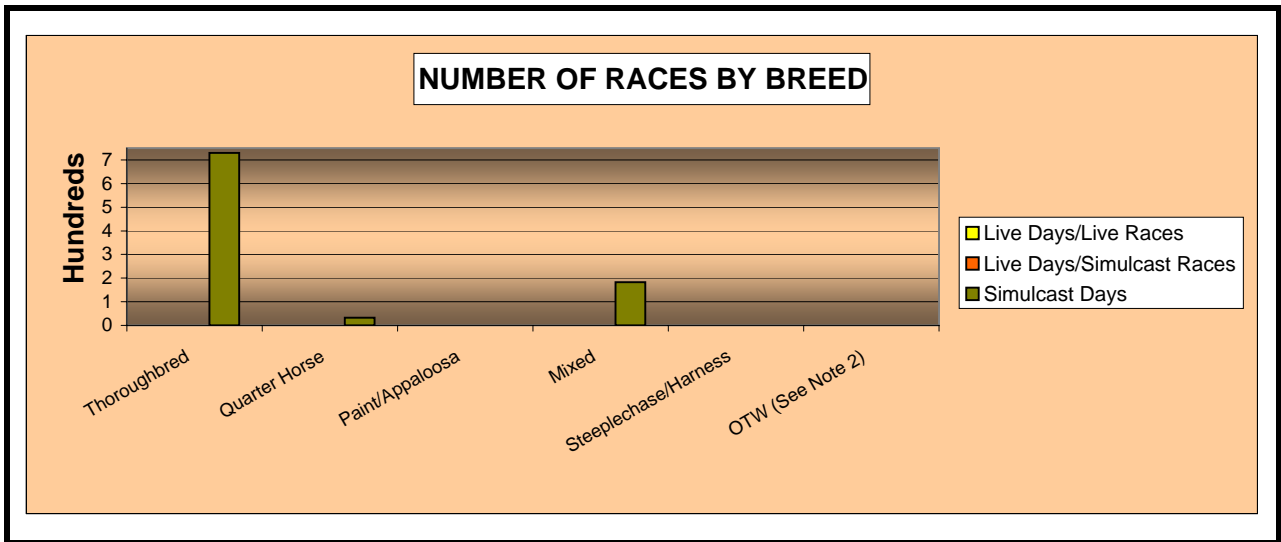 NUMBER OF RACES BY BREED
Hundreds
7
6
5
4
3
2
1
0
Thoroughbred
Quarter Horse
Paint/Appaloosa
Mixed
Steeplechase/Harness
OTW (See Note 2)
Live Days/Live Races
Live Days/Simulcast Races
Simulcast Days